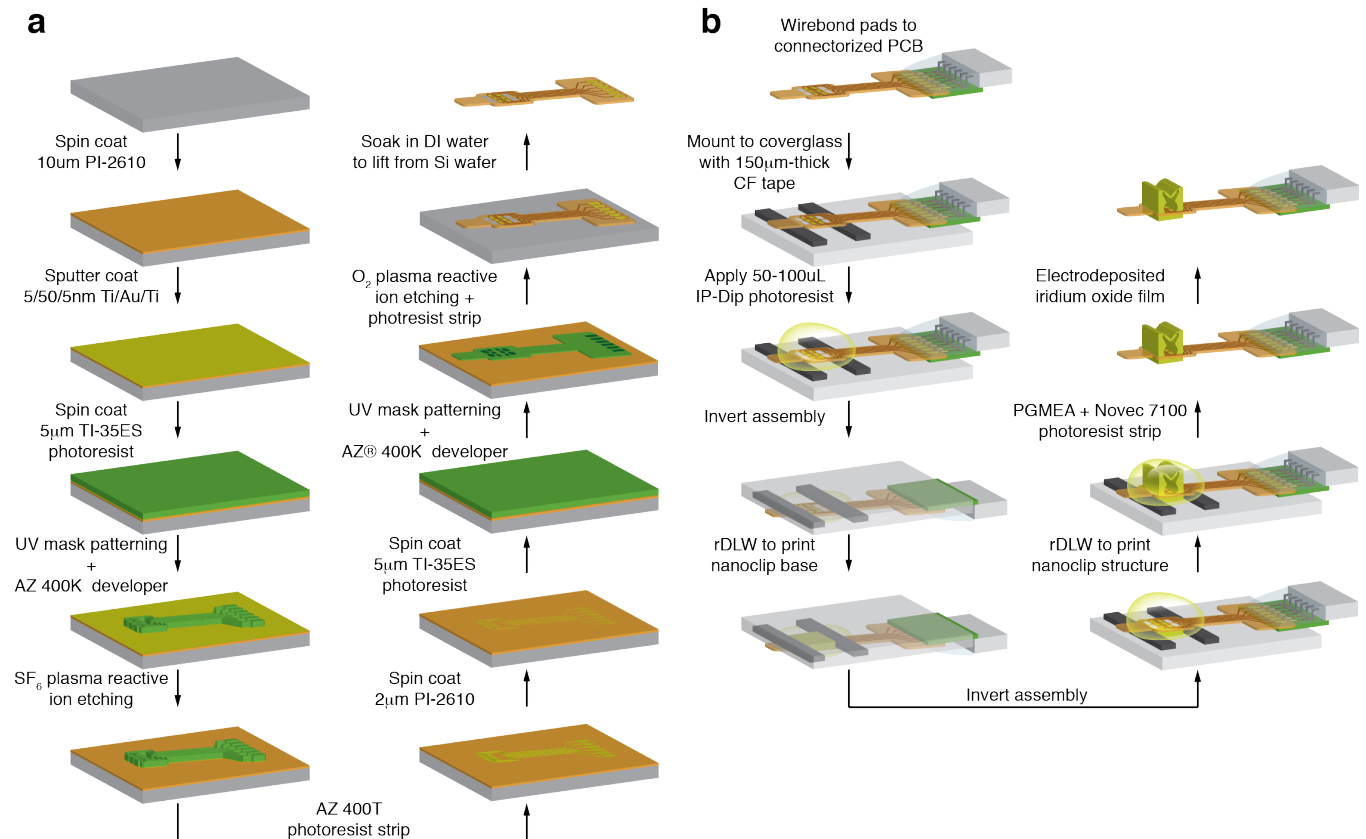 a
Spin coat
10um PI-2610
Sputter coat
5/50/5nm Ti/Au/Ti
Spin coat
5μm TI-35ES
photoresist
UV mask patterning
+
AZ 400K developer
SF₆ plasma reactive
ion etching
AZ 400T
photoresist strip
Spin coat
2μm PI-2610
Spin coat
5μm TI-35ES
photoresist
UV mask patterning
+
AZ® 400K developer
O₂ plasma reactive
ion etching +
photresist strip
Soak in DI water
to lift from Si wafer
b
Wirebond pads to
connectorized PCB
Mount to coverglass
with 150μm-thick
CF tape
Apply 50-100uL
IP-Dip photoresist
Invert assembly
rDLW to print
nanoclip base
Invert assembly
rDLW to print
nanoclip structure
PGMEA + Novec 7100
photoresist strip
Electrodeposited
iridium oxide film